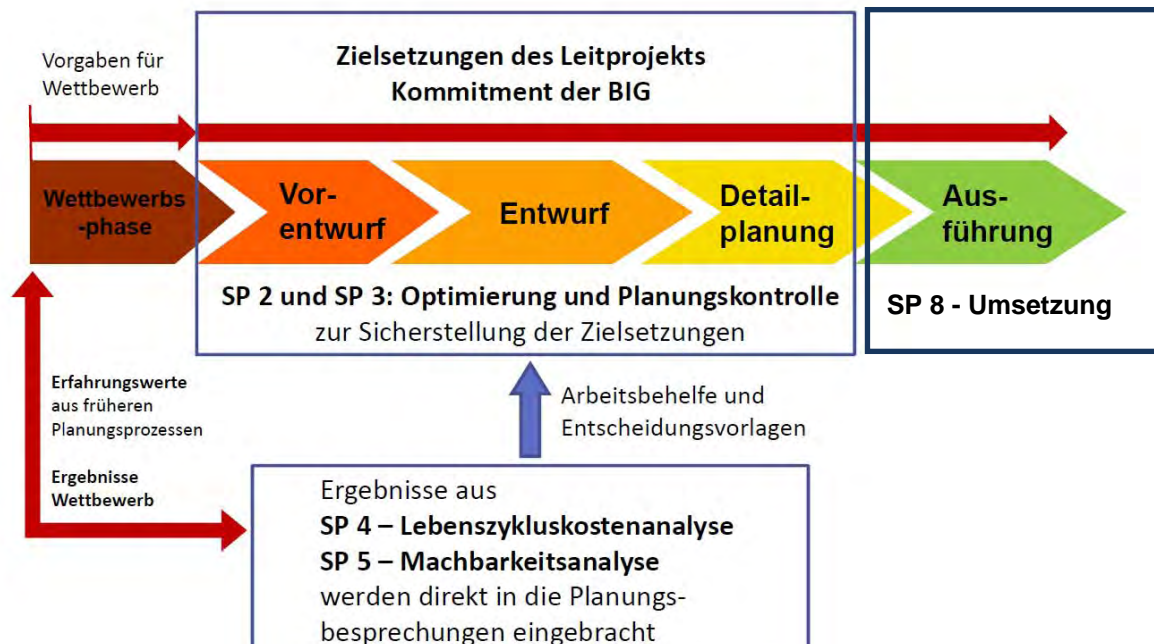 Vorgaben für
Wettbewerb
Zielsetzungen des Leitprojekts
Kommitment der BIG
Wettbewerbs
-phase
Vor-
entwurf
Entwurf
Detail-
planung
Aus-
führung
SP 2 und SP 3: Optimierung und Planungskontrolle
zur Sicherstellung der Zielsetzungen
SP 8 - Umsetzung
Erfahrungswerte
aus früheren
Planungsprozessen
Ergebnisse
Wettbewerb
Arbeitsbehelfe und
Entscheidungsvorlagen
Ergebnisse aus
SP 4 – Lebenszykluskostenanalyse
SP 5 – Machbarkeitsanalyse
werden direkt in die Planungs-
besprechungen eingebracht